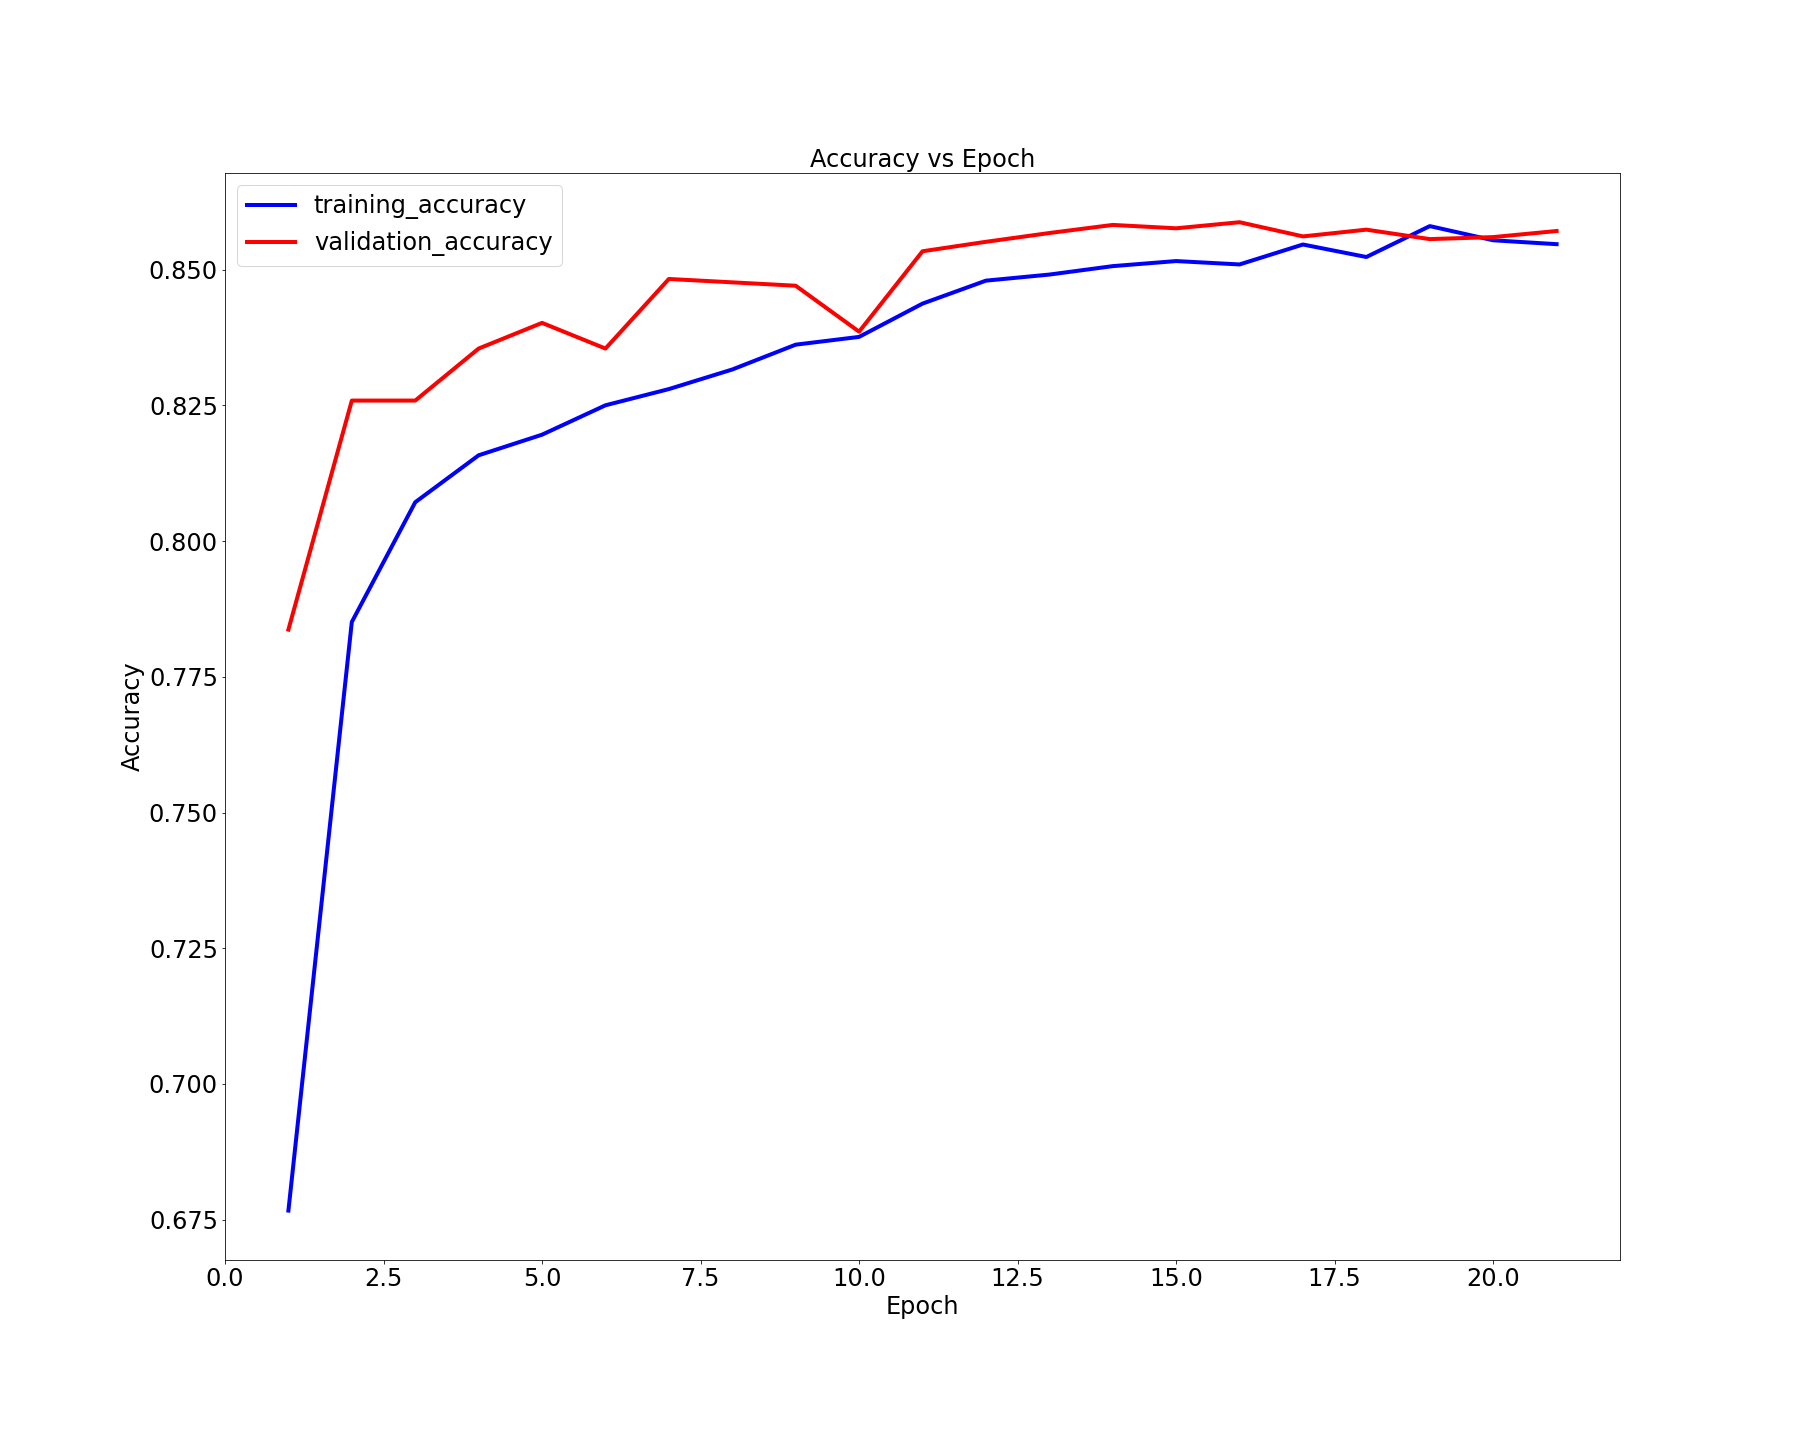 Accuracy vs Epoch
training_accuracy
validation_accuracy
0.850
0.825
0.800
0.775
0.750
0.725
0.700
0.675
Accuracy
0.0 2.5 5.0 7.5 10.0 12.5 15.0 17.5 20.0
Epoch